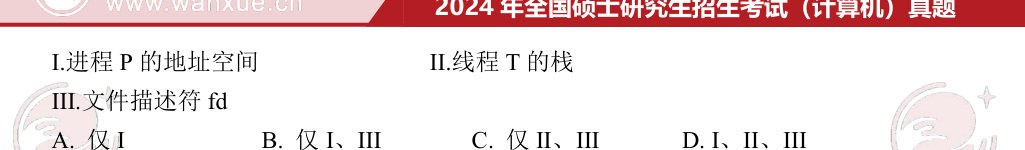 www.wanxue.cn
2024 年全国硕士研究生招生考试（计算机）真题
I.进程 P 的地址空间 II.线程 T 的栈
III.文件描述符 fd
A. 仅 I B. 仅 I、III C. 仅 II、III D. I、II、III